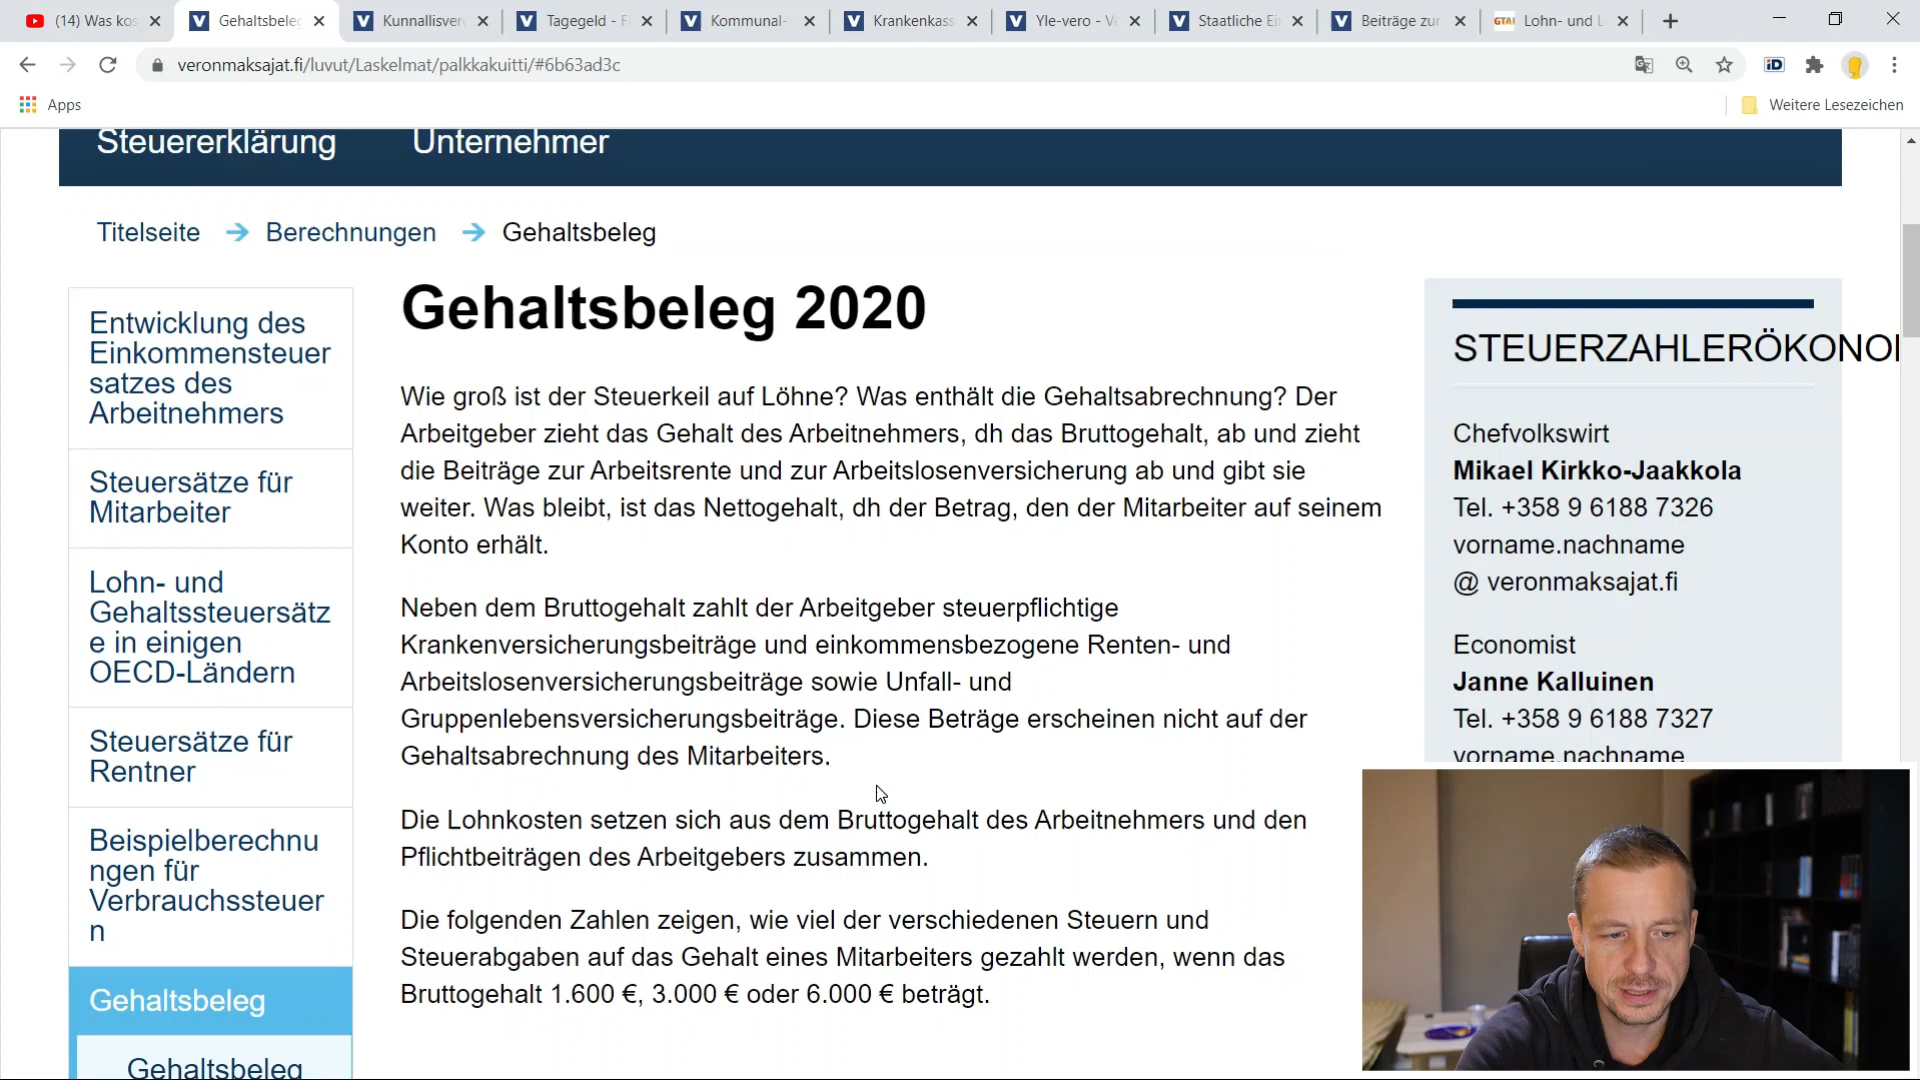 (14) Was kos
Gehaltsbeleg
Kunnallisver
Tagegeld - F
Kommunal-
Krankenkass
Yle-vero - V
Staatliche Ei
Beiträge zur
GTAI Lohn- und L
veronmaksajat.fi/luvut/Laskelmat/palkkakuitti/#6b63ad3c
iD
Apps
Weitere Lesezeichen
Steuererklärung
Unternehmer
Titelseite → Berechnungen → Gehaltsbeleg
Entwicklung des
Einkommensteuer
satzes des
Arbeitnehmers
Steuersätze für
Mitarbeiter
Lohn- und
Gehaltssteuersätz
e in einigen
OECD-Ländern
Steuersätze für
Rentner
Beispielberechnu
ngen für
Verbrauchssteuer
n
Gehaltsbeleg
Gehaltsbeleg
Gehaltsbeleg 2020
Wie groß ist der Steuerkeil auf Löhne? Was enthält die Gehaltsabrechnung? Der
Arbeitgeber zieht das Gehalt des Arbeitnehmers, dh das Bruttogehalt, ab und zieht
die Beiträge zur Arbeitsrente und zur Arbeitslosenversicherung ab und gibt sie
weiter. Was bleibt, ist das Nettogehalt, dh der Betrag, den der Mitarbeiter auf seinem
Konto erhält.
Neben dem Bruttogehalt zahlt der Arbeitgeber steuerpflichtige
Krankenversicherungsbeiträge und einkommensbezogene Renten- und
Arbeitslosenversicherungsbeiträge sowie Unfall- und
Gruppenlebensversicherungsbeiträge. Diese Beträge erscheinen nicht auf der
Gehaltsabrechnung des Mitarbeiters.
Die Lohnkosten setzen sich aus dem Bruttogehalt des Arbeitnehmers und den
Pflichtbeiträgen des Arbeitgebers zusammen.
Die folgenden Zahlen zeigen, wie viel der verschiedenen Steuern und
Steuerabgaben auf das Gehalt eines Mitarbeiters gezahlt werden, wenn das
Bruttogehalt 1.600 €, 3.000 € oder 6.000 € beträgt.
STEUERZAHLERÖKONO
Chefvolkswirt
Mikael Kirkko-Jaakkola
Tel. +358 9 6188 7326
vorname.nachname
@ veronmaksajat.fi
Economist
Janne Kalluinen
Tel. +358 9 6188 7327
vorname.nachname